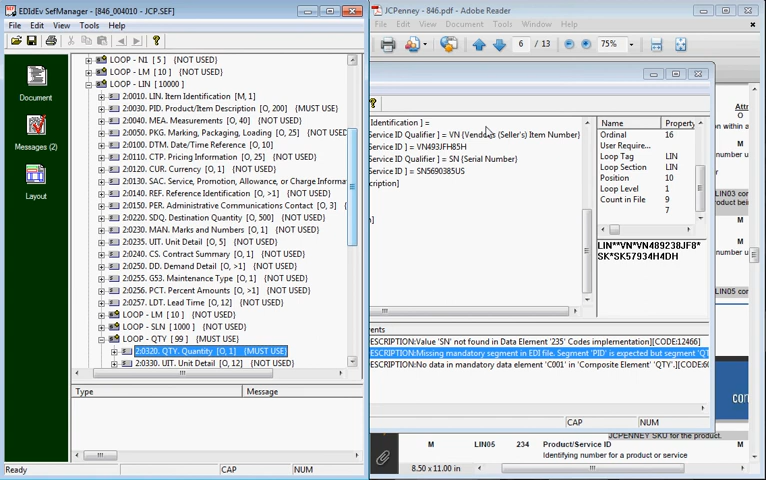 EDIdEv SefManager - [846_004010 - JCP.SEF]
File View Tools Help
Document
Messages (2)
Layout
LOOP - N1 [ 5 ] {NOT USED}
LOOP - LM [ 10 ] {NOT USED}
LOOP - LIN [10000 ]
2:0010. LIN. Item Identification [M, 1]
2:0030. PID. Product/Item Description [O, 200] {MUST USE}
2:0040. MEA. Measurements [O, 40] {NOT USED}
2:0050. PKG. Marking, Packaging, Loading [O, 25] {NOT USED}
2:0100. DTM. Date/Time Reference [O, 10]
2:0110. CTP. Pricing Information [O, 25] {NOT USED}
2:0120. CUR. Currency [O, 1] {NOT USED}
2:0130. SAC. Service, Promotion, Allowance, or Charge Informa
2:0140. REF. Reference Identification [O, >1] {NOT USED}
2:0150. PER. Administrative Communications Contact [O, 3]
2:0220. SDQ. Destination Quantity [O, 500] {NOT USED}
2:0230. MAN. Marks and Numbers [O, 1] {NOT USED}
2:0235. UIT. Unit Detail [O, 5] {NOT USED}
2:0240. CS. Contract Summary [O, 1] {NOT USED}
2:0250. DD. Demand Detail [O, >1] {NOT USED}
2:0255. G53. Maintenance Type [O, 1] {NOT USED}
2:0256. PCT. Percent Amounts [O, >1] {NOT USED}
2:0257. LDT. Lead Time [O, 12] {NOT USED}
LOOP - LM [ 10 ] {NOT USED}
LOOP - SLN [ 1000 ] {NOT USED}
LOOP - QTY [ 99 ] {MUST USE}
2:0320. QTY. Quantity [O, 1] {MUST USE}
2:0330. UIT. Unit Detail [O, 12] {NOT USED}
Type Message
Ready CAP NUM
JCPenney - 846.pdf - Adobe Reader
File Edit View Document Tools Window Help
6 / 13 75%
Identification ] =
Service ID Qualifier = VN {Vendor's (Seller's) Item Number}
Service ID ] = VN493JFH85H
Service ID Qualifier = SN {Serial Number}
Service ID ] = SN5690385US
cription]
Name Property
Ordinal 16
User Require...
Loop Tag LIN
Loop Section LIN
Position 10
Loop Level 1
Count in File 9
7
LIN**VN*VN489238JF8*
SK*SK57934H4DH
vents
DESCRIPTION:Value 'SN' not found in Data Element '235' Codes implementation][CODE:12466]
DESCRIPTION:Missing mandatory segment in EDI file. Segment 'PID' is expected but segment 'QT
DESCRIPTION:No data in mandatory data element 'C001' in 'Composite Element' 'QTY'.][CODE:60
CAP NUM
M
LIN03
M
M
LIN05
com
JCPENNEY SKU for the product.
M LIN05 234 Product/Service ID
Identifying number for a product or service
8.50 x 11.00 in